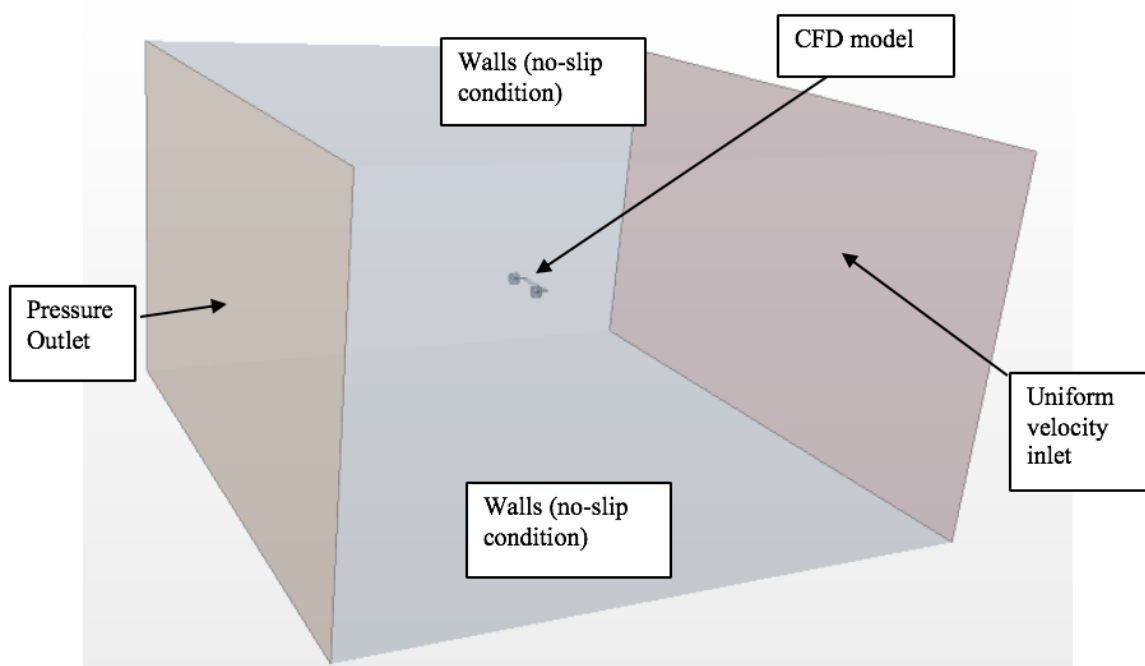 CFD model
Walls (no-slip
condition)
Pressure
Outlet
Uniform
velocity
inlet
Walls (no-slip
condition)